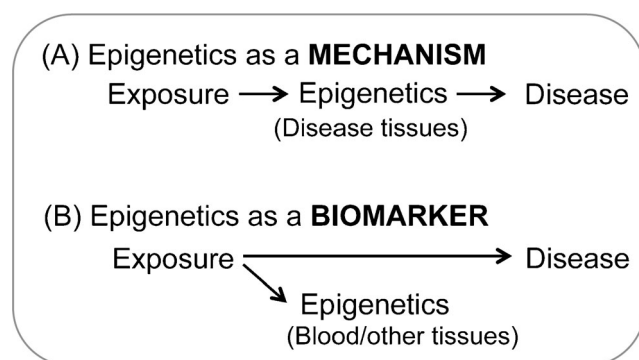 (A) Epigenetics as a MECHANISM
Exposure Epigenetics Disease
(Disease tissues)
(B) Epigenetics as a BIOMARKER
Exposure Disease
Epigenetics
(Blood/other tissues)